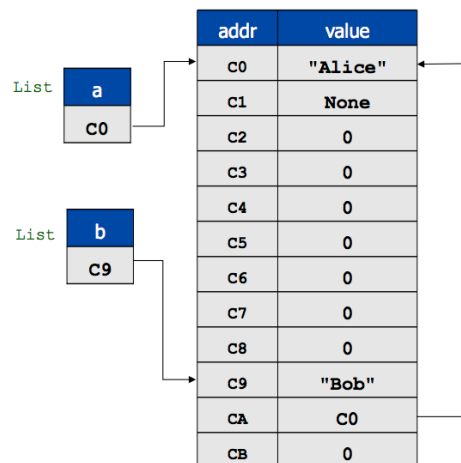 addr value
C0 "Alice"
C1 None
C2 0
C3 0
C4 0
C5 0
C6 0
C7 0
C8 0
C9 "Bob"
CA C0
CB 0
List a
C0
List b
C9